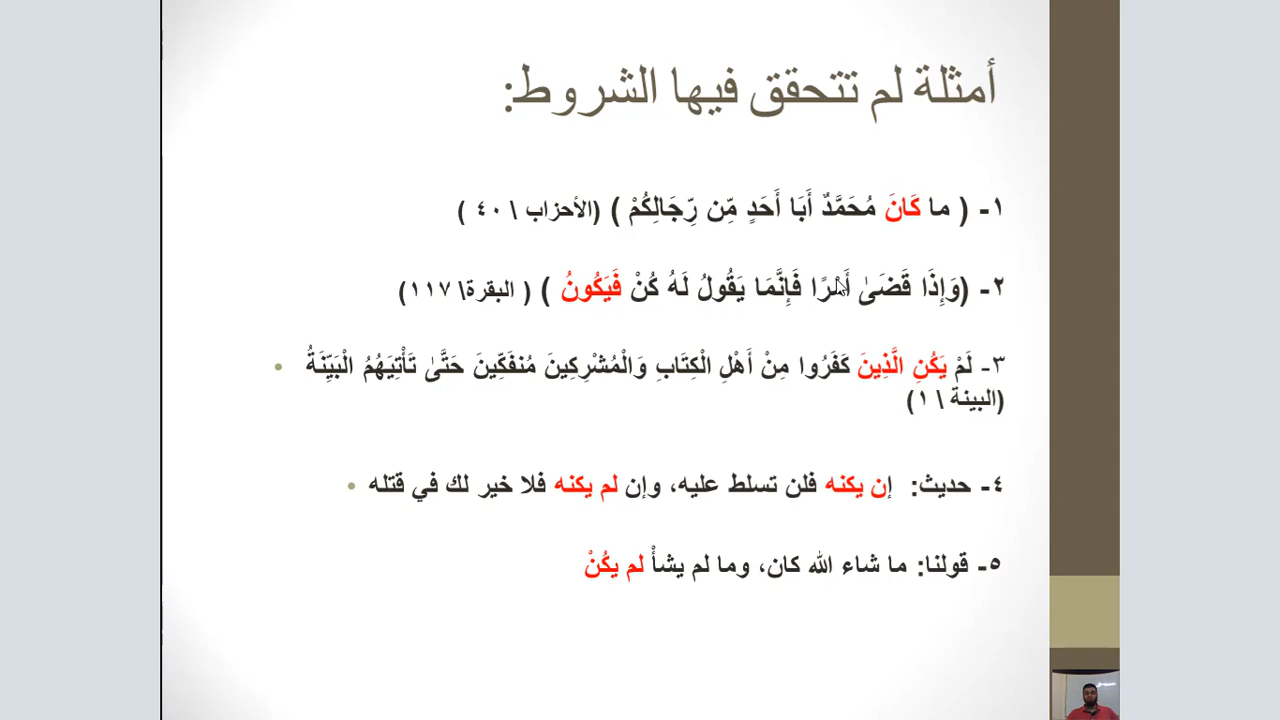 أمثلة لم تتحقق فيها الشروط:
١- ( ما كَانَ مُحَمَّدٌ أَبَا أَحَدٍ مِّن رِّجَالِكُمْ ) (الأحزاب \ ٤٠ )
٢- (وَإِذَا قَضَىٰ أَمْرًا فَإِنَّمَا يَقُولُ لَهُ كُنْ فَيَكُونُ ) ( البقرة\ ١١٧)
٣- لَمْ يَكُنِ الَّذِينَ كَفَرُوا مِنْ أَهْلِ الْكِتَابِ وَالْمُشْرِكِينَ مُنفَكِّينَ حَتَّىٰ تَأْتِيَهُمُ الْبَيِّنَةُ
(البينة \ ١)
٤- حديث: إن يكنه فلن تسلط عليه، وإن لم يكنه فلا خير لك في قتله
٥- قولنا: ما شاء الله كان، وما لم يشأْ لم يكُنْ